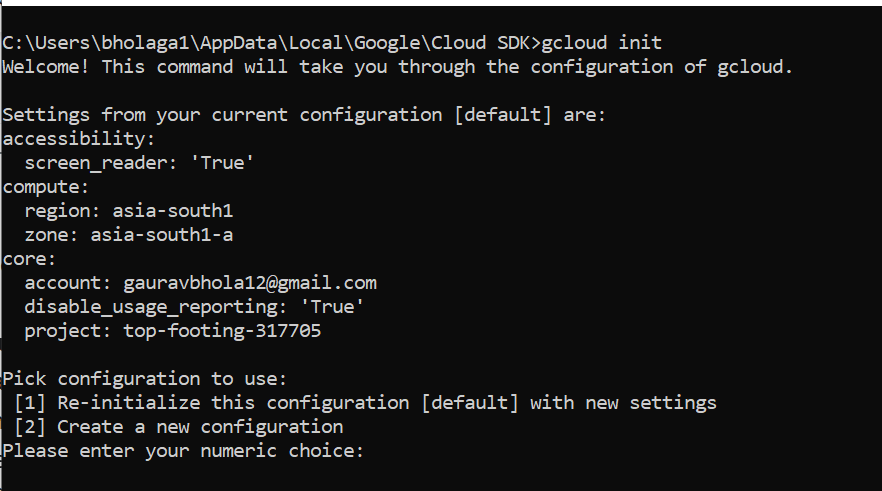 C:\Users\bholaga1\AppData\Local\Google\Cloud SDK>gcloud init
Welcome! This command will take you through the configuration of gcloud.
Settings from your current configuration [default] are:
accessibility:
  screen_reader: 'True'
compute:
  region: asia-south1
  zone: asia-south1-a
core:
  account: gauravbhola12@gmail.com
  disable_usage_reporting: 'True'
  project: top-footing-317705
Pick configuration to use:
 [1] Re-initialize this configuration [default] with new settings
 [2] Create a new configuration
Please enter your numeric choice: